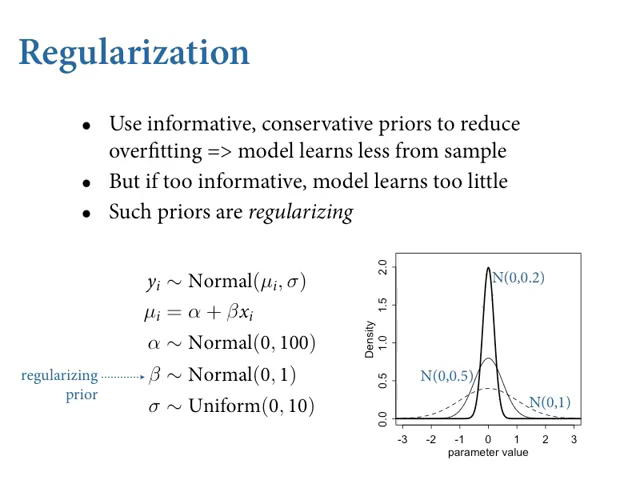 Regularization
• Use informative, conservative priors to reduce
overfitting => model learns less from sample
• But if too informative, model learns too little
• Such priors are regularizing
yᵢ ∼ Normal(μᵢ, σ)
μᵢ = α + βxᵢ
α ∼ Normal(0, 100)
regularizing
prior
β ∼ Normal(0, 1)
σ ∼ Uniform(0, 10)
Density
2.0
1.5
1.0
0.5
0.0
N(0,0.2)
N(0,0.5)
N(0,1)
-3 -2 -1 0 1 2 3
parameter value